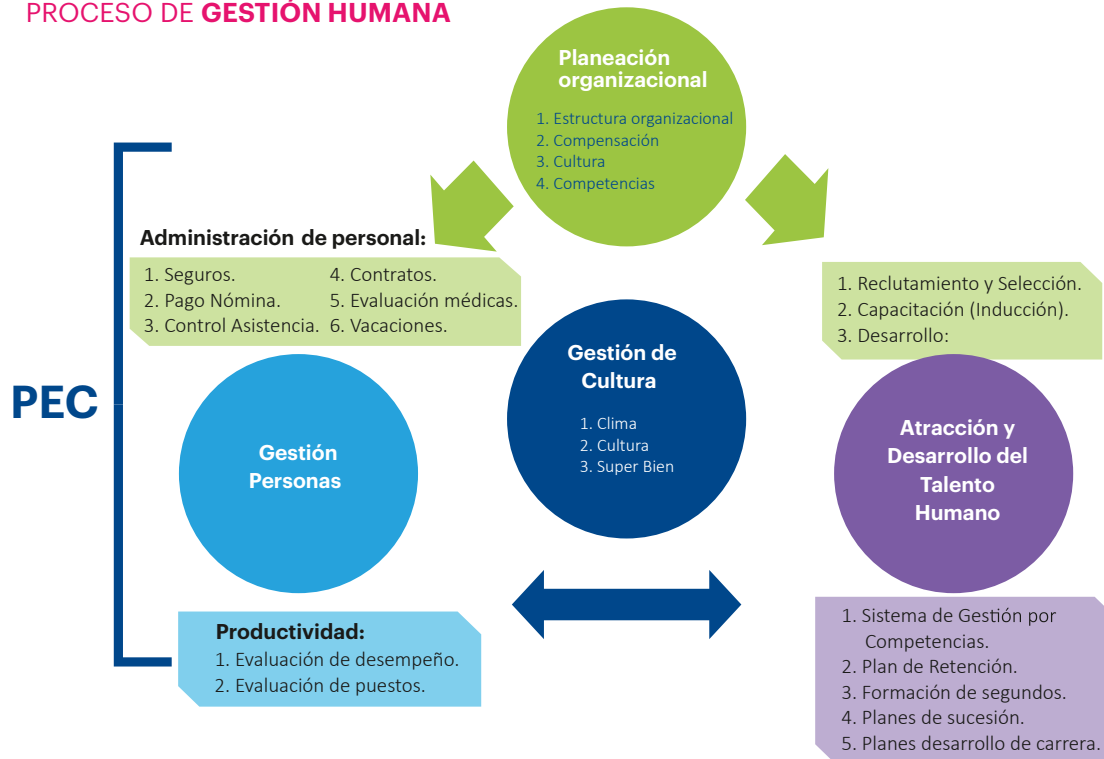 PROCESO DE GESTIÓN HUMANA
Planeación
organizacional
1. Estructura organizacional
2. Compensación
3. Cultura
4. Competencias
PEC
Administración de personal:
1. Seguros.
2. Pago Nómina.
3. Control Asistencia.
4. Contratos.
5. Evaluación médicas.
6. Vacaciones.
Gestión
Personas
Productividad:
1. Evaluación de desempeño.
2. Evaluación de puestos.
Gestión de
Cultura
1. Clima
2. Cultura
3. Super Bien
1. Reclutamiento y Selección.
2. Capacitación (Inducción).
3. Desarrollo:
Atracción y
Desarrollo del
Talento
Humano
1. Sistema de Gestión por
Competencias.
2. Plan de Retención.
3. Formación de segundos.
4. Planes de sucesión.
5. Planes desarrollo de carrera.